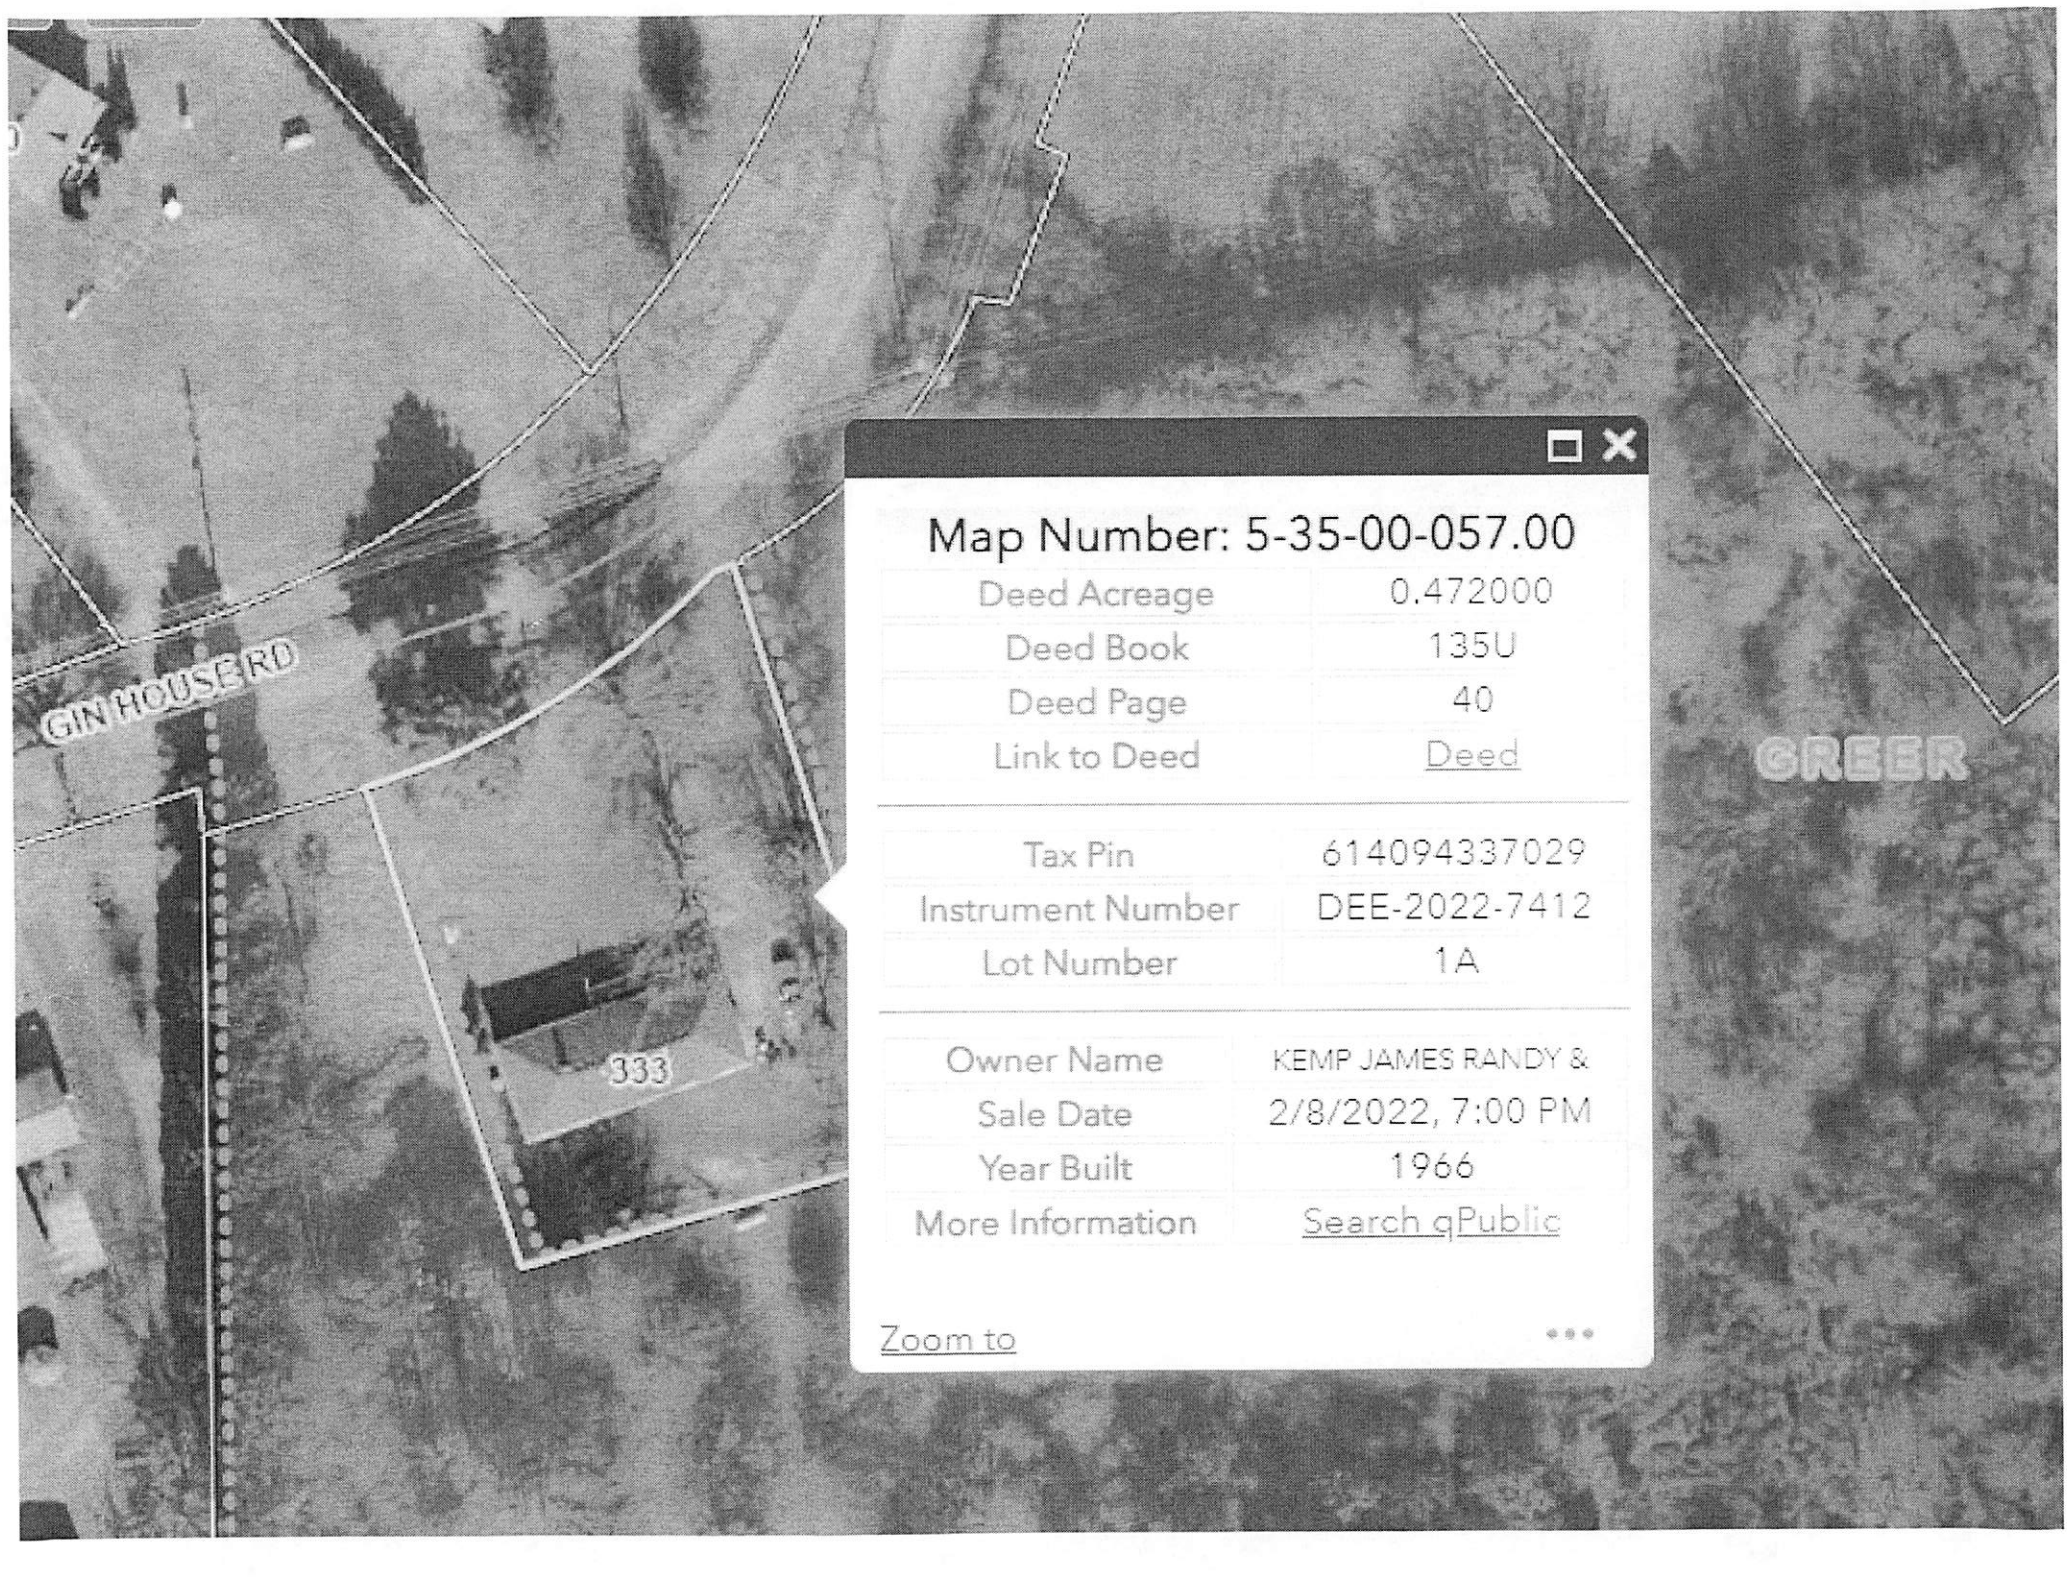 GIN HOUSE RD
333
GREER
Map Number: 5-35-00-057.00
Deed Acreage 0.472000
Deed Book 135U
Deed Page 40
Link to Deed Deed
Tax Pin 614094337029
Instrument Number DEE-2022-7412
Lot Number 1A
Owner Name KEMP JAMES RANDY &
Sale Date 2/8/2022, 7:00 PM
Year Built 1966
More Information Search qPublic
Zoom to